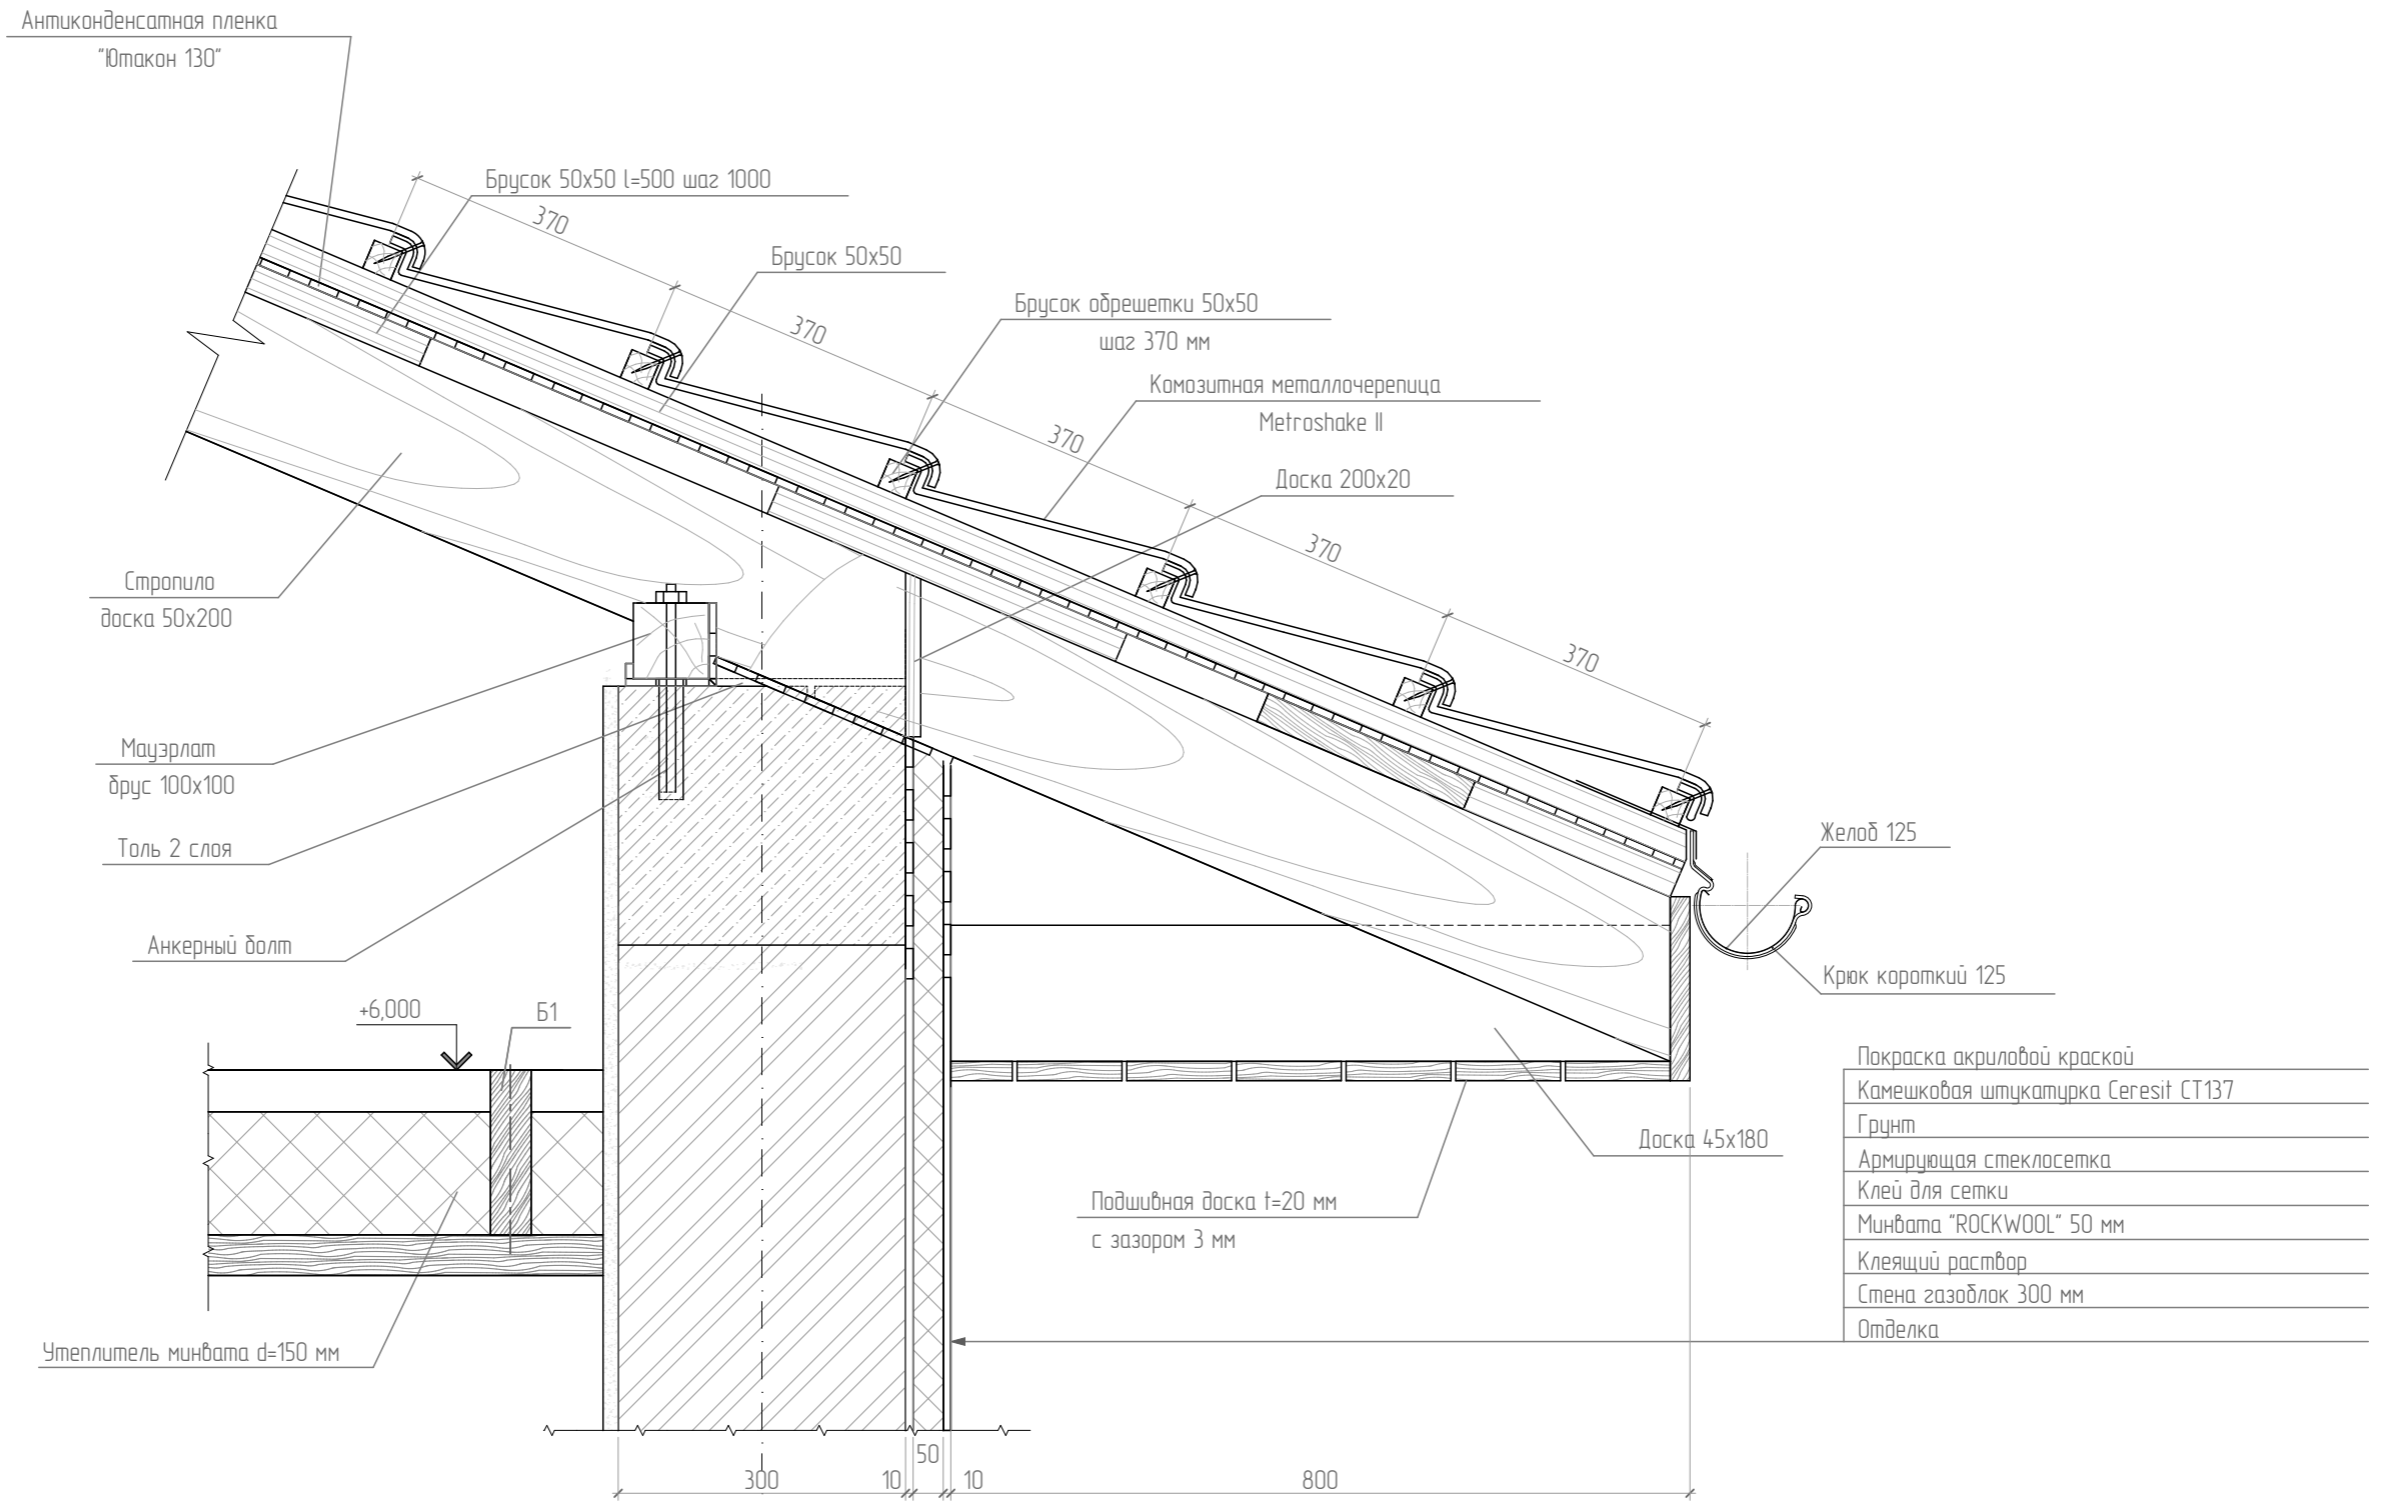 Антиконденсатная пленка
"Ютакон 130"
Брусок 50х50 l=500 шаг 1000
370
Брусок 50х50
370
Брусок обрешетки 50х50
шаг 370 мм
Комозитная металлочерепица
Metroshake II
370
Доска 200х20
370
370
Стропило
доска 50х200
Мауэрлат
брус 100х100
Толь 2 слоя
Анкерный болт
Желоб 125
Крюк короткий 125
+6,000
Б1
Покраска акриловой краской
Камешковая штукатурка Ceresit CT137
Грунт
Армирующая стеклосетка
Клей для сетки
Минвата "ROCKWOOL" 50 мм
Клеящий раствор
Стена газоблок 300 мм
Отделка
Доска 45х180
Подшивная доска t=20 мм
с зазором 3 мм
Утеплитель минвата d=150 мм
300
10
50
10
800